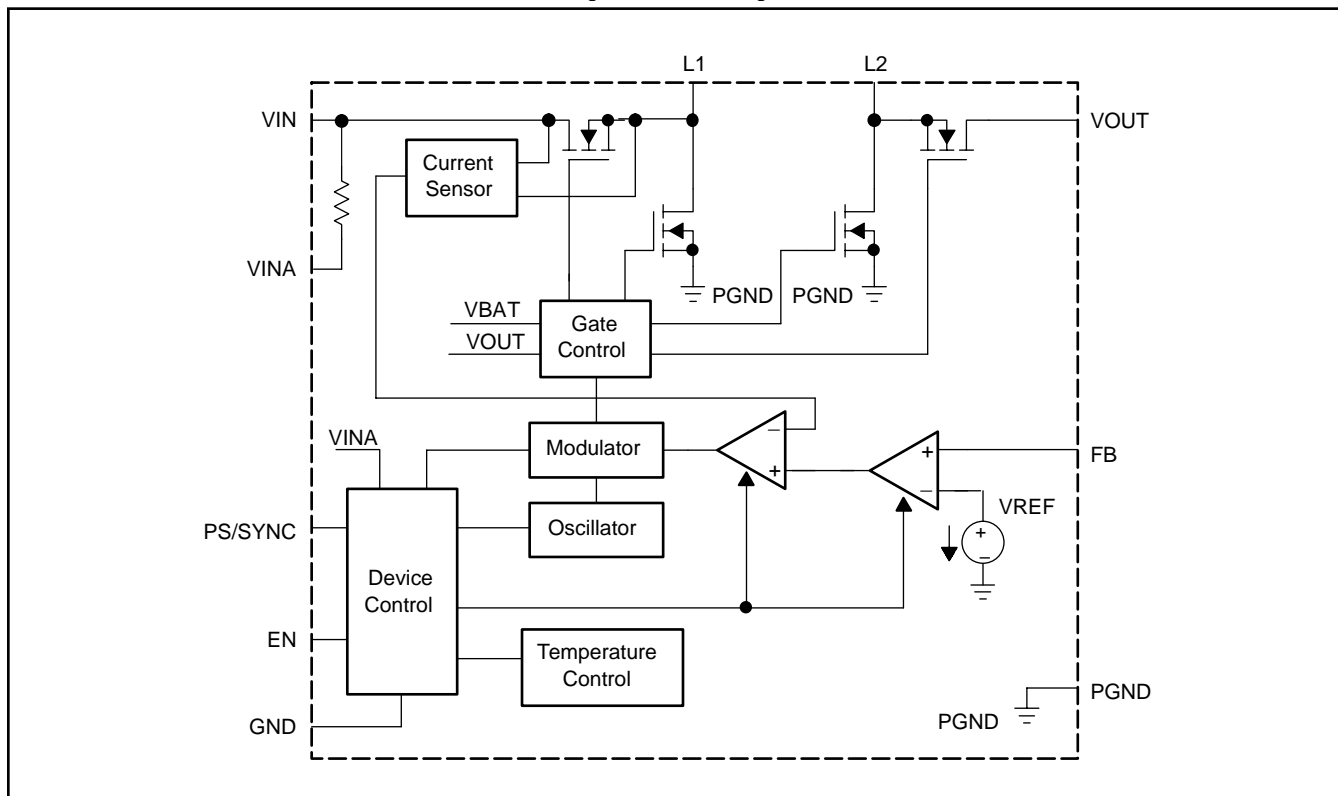 L1
L2
VIN
VOUT
Current
Sensor
VINA
PGND
PGND
VBAT
VOUT
Gate
Control
VINA
Modulator
−
+
+
−
FB
VREF
+
−
PS/SYNC
Oscillator
Device
Control
EN
Temperature
Control
GND
PGND
PGND